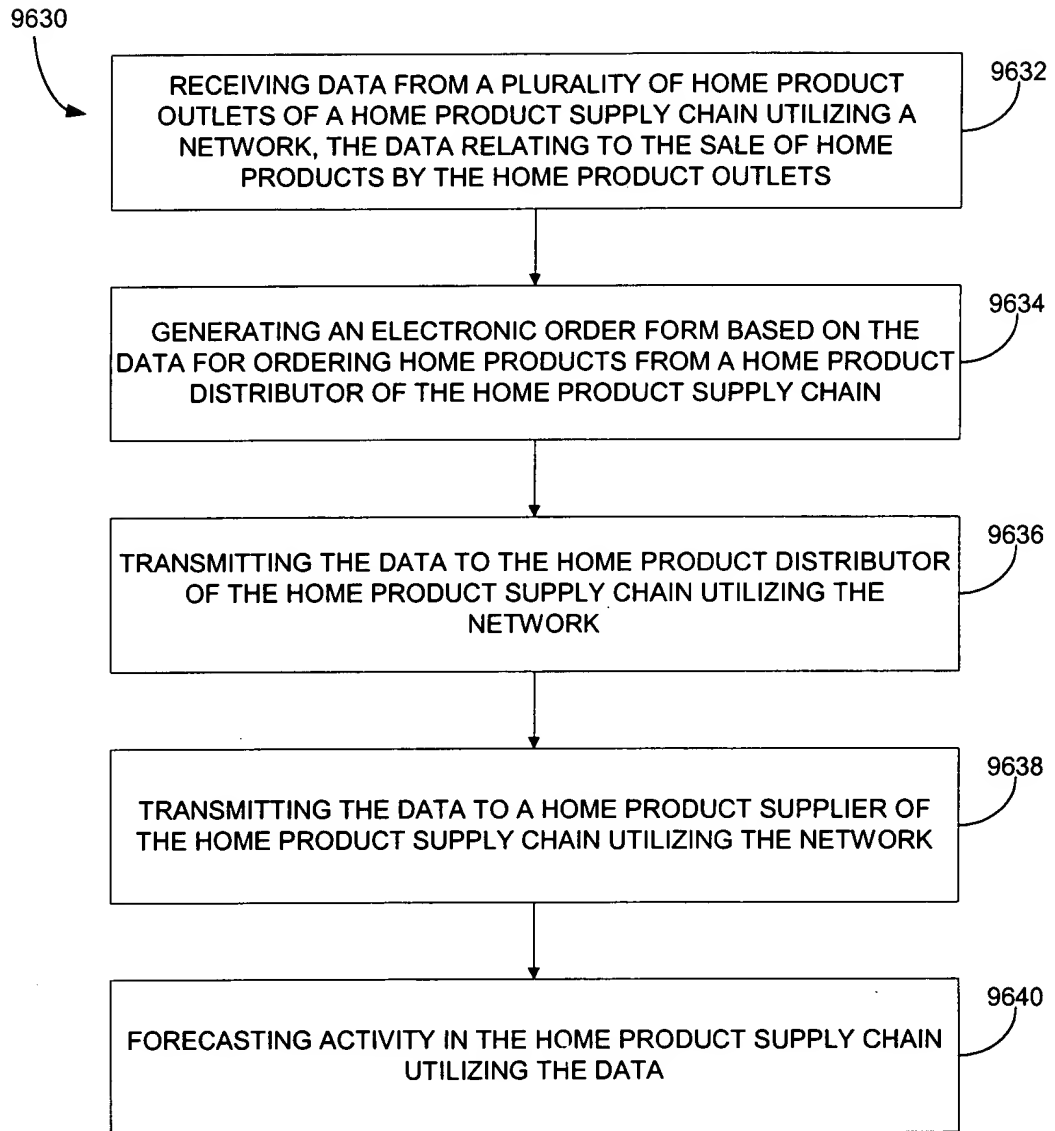 9630
RECEIVING DATA FROM A PLURALITY OF HOME PRODUCT
OUTLETS OF A HOME PRODUCT SUPPLY CHAIN UTILIZING A
NETWORK, THE DATA RELATING TO THE SALE OF HOME
PRODUCTS BY THE HOME PRODUCT OUTLETS
9632
GENERATING AN ELECTRONIC ORDER FORM BASED ON THE
DATA FOR ORDERING HOME PRODUCTS FROM A HOME PRODUCT
DISTRIBUTOR OF THE HOME PRODUCT SUPPLY CHAIN
9634
TRANSMITTING THE DATA TO THE HOME PRODUCT DISTRIBUTOR
OF THE HOME PRODUCT SUPPLY CHAIN UTILIZING THE
NETWORK
9636
TRANSMITTING THE DATA TO A HOME PRODUCT SUPPLIER OF
THE HOME PRODUCT SUPPLY CHAIN UTILIZING THE NETWORK
9638
FORECASTING ACTIVITY IN THE HOME PRODUCT SUPPLY CHAIN
UTILIZING THE DATA
9640